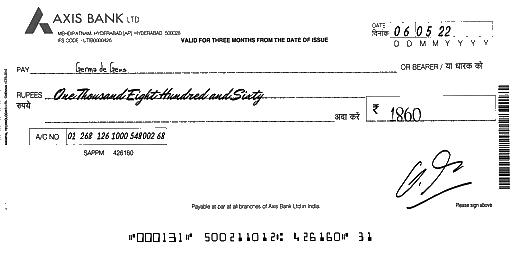 AXIS BANK LTD
MEHDIPATNAM, HYDERABAD [AP] HYDERABAD 500028
IFS CODE - UTIB0000426
VALID FOR THREE MONTHS FROM THE DATE OF ISSUE
DATE
दिनांक
06 05 22
D D M M Y Y Y Y
PAY Germa de Gens OR BEARER / या धारक को
RUPEES One Thousand Eight Hundred and Sixty
रुपये
अदा करें ₹ 1860
A/C NO 01 268 126 1000 548002 68
SAPPM 426160
Payable at par at all branches of Axis Bank Ltd in India.
Please sign above
"000131" 500211012: 426160" 31